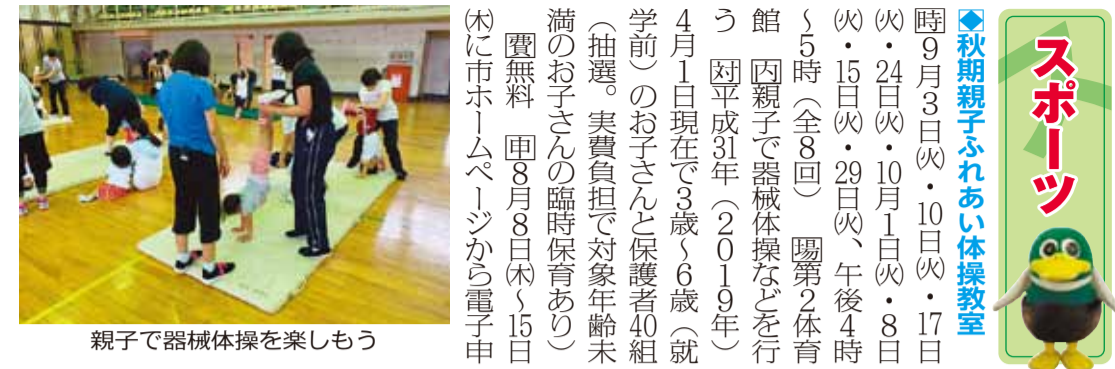 スポーツ
◆秋期親子ふれあい体操教室
時9月3日㈫・10日㈫・17日
㈫・24日㈫・10月1日㈫・8日
㈫・15日㈫・29日㈫、午後4時
～5時(全8回) 場第2体育
館 内親子で器械体操などを行
う 対平成31年(2019年)
4月1日現在で3歳～6歳(就
学前)のお子さんと保護者40組
(抽選。実費負担で対象年齢未
満のお子さんの臨時保育あり)
費無料 申8月8日㈭～15日
㈭に市ホームページから電子申
親子で器械体操を楽しもう